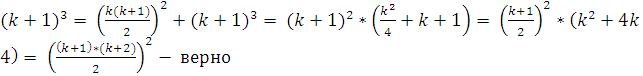 (k + 1)³ = (k(k+1)/2)² + (k + 1)³ = (k + 1)² * (k²/4 + k + 1) = (k+1/2)² * (k² + 4k
4) = ((k+1)*(k+2)/2)² − верно